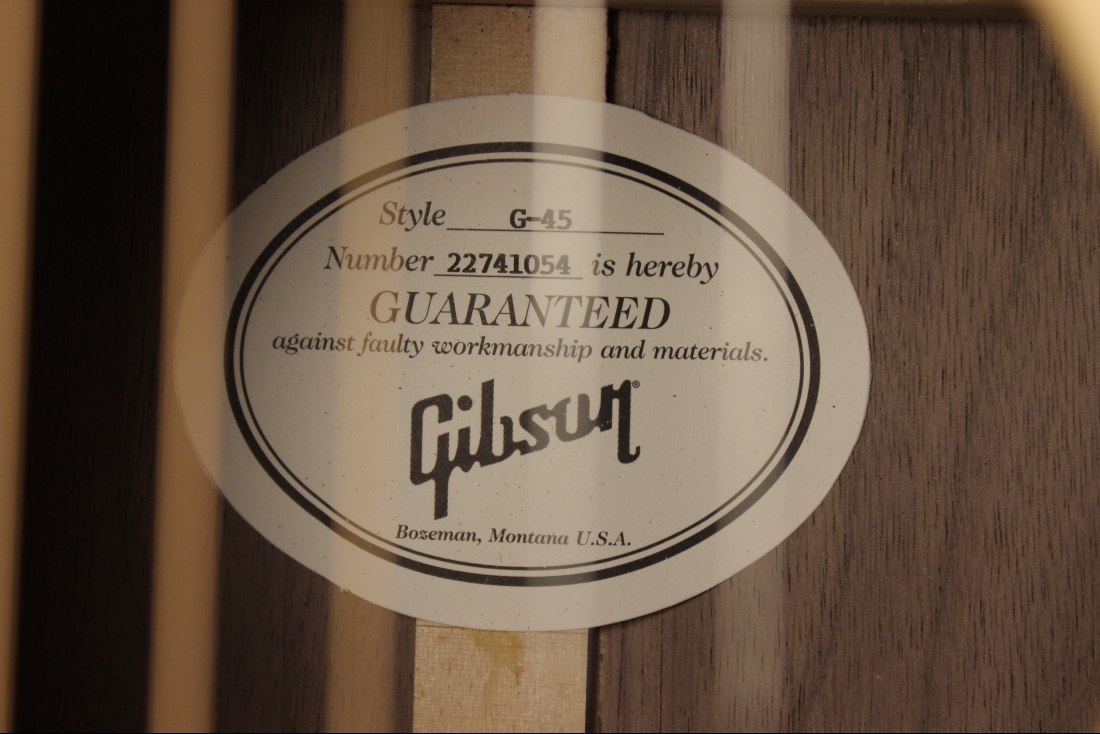 Style G-45
Number 22741054 is hereby
GUARANTEED
against faulty workmanship and materials.
Gibson®
Bozeman, Montana U.S.A.